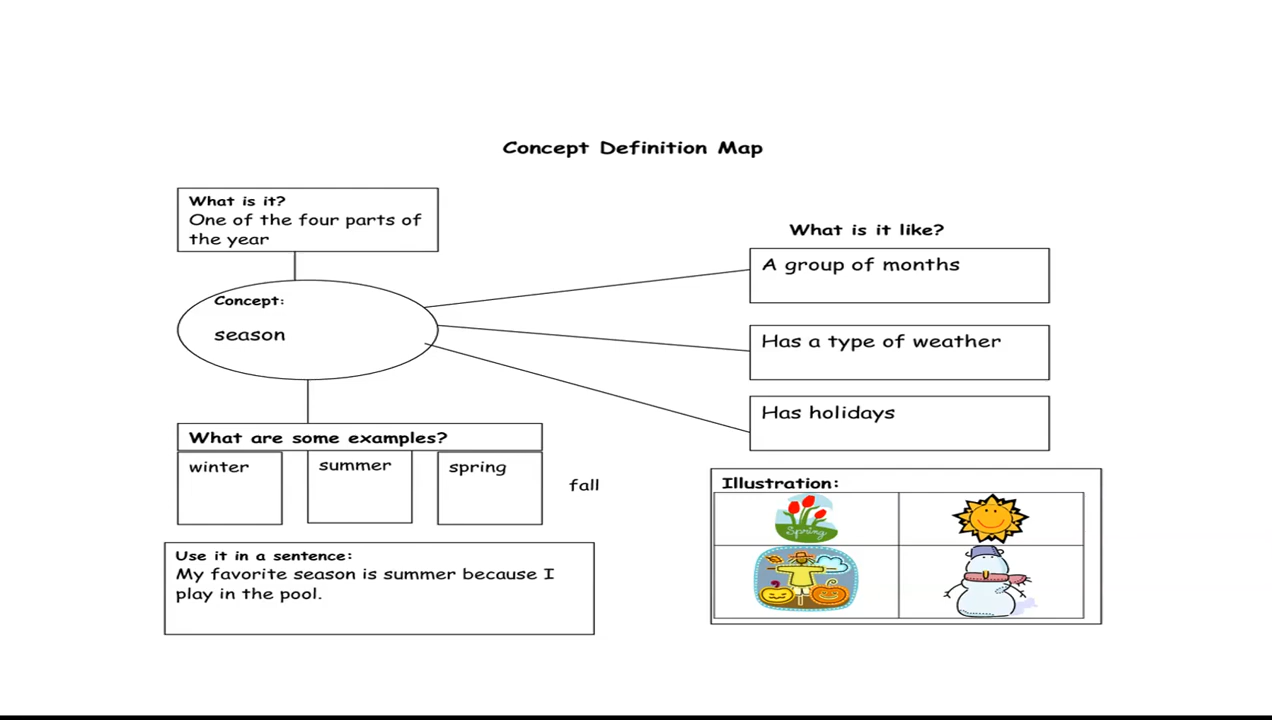 Concept Definition Map
What is it?
One of the four parts of
the year
What is it like?
A group of months
Concept:
season
Has a type of weather
Has holidays
What are some examples?
winter
summer
spring
fall
Illustration:
Spring
Use it in a sentence:
My favorite season is summer because I
play in the pool.